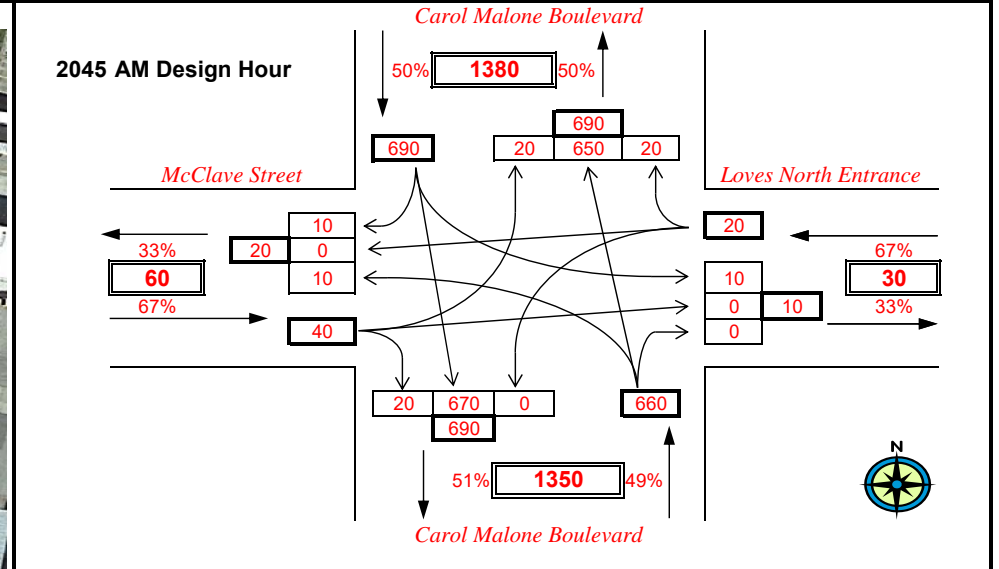 Carol Malone Boulevard
2045 AM Design Hour
50% 1380 50%
690
690
20 650 20
McClave Street
Loves North Entrance
10
20
33%
20 0
67%
60
10
10
30
67%
0 10
33%
40
0
20 670 0
660
690
N
51% 1350 49%
Carol Malone Boulevard